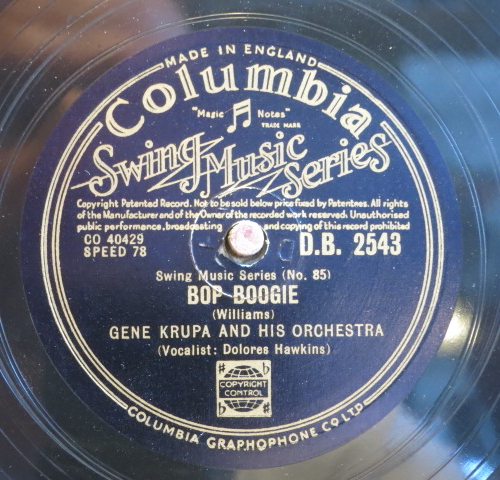 MADE IN ENGLAND
Columbia
"Magic Notes"
TRADE MARK
Swing Music Series
Copyright Patented Record. Not to be sold below price fixed by Patentees. All rights
of the Manufacturer and of the Owner of the recorded work reserved. Unauthorised
public performance, broadcasting and copying of this record prohibited
CO 40429
SPEED 78
D.B. 2543
Swing Music Series (No. 85)
BOP BOOGIE
(Williams)
GENE KRUPA AND HIS ORCHESTRA
(Vocalist: Dolores Hawkins)
COPYRIGHT
CONTROL
COLUMBIA GRAPHOPHONE CO. LTD.